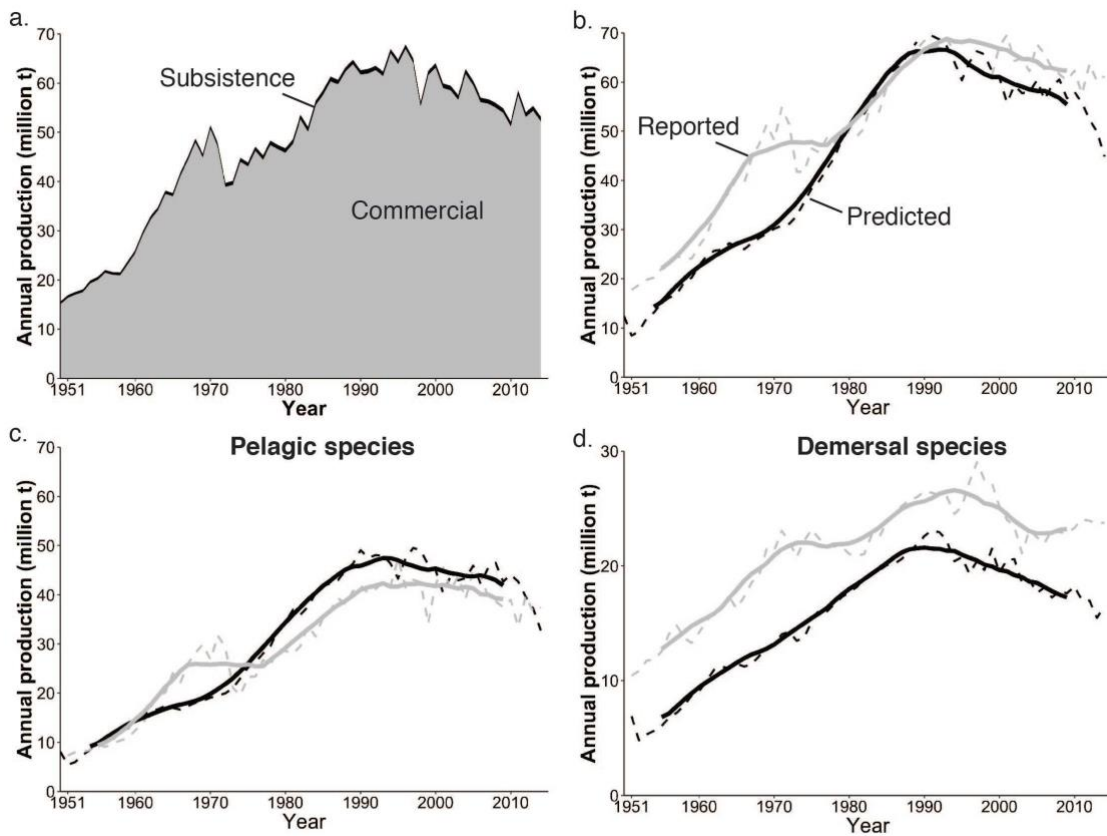 a.
Annual production (million t)
70
60
50
40
30
20
10
0
Subsistence
Commercial
1951 1960 1970 1980 1990 2000 2010
Year
b.
Annual production (million t)
70
60
50
40
30
20
10
0
Reported
Predicted
1951 1960 1970 1980 1990 2000 2010
Year
c.
Pelagic species
Annual production (million t)
70
60
50
40
30
20
10
0
1951 1960 1970 1980 1990 2000 2010
Year
d.
Demersal species
Annual production (million t)
30
20
10
0
1951 1960 1970 1980 1990 2000 2010
Year